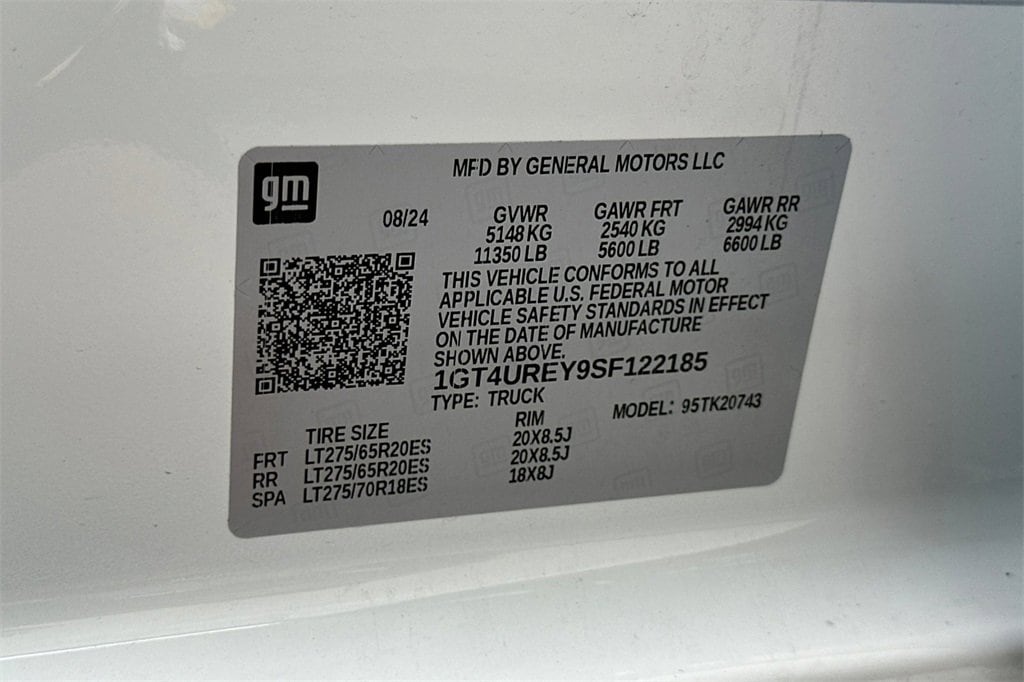 gm
MFD BY GENERAL MOTORS LLC
08/24 GVWR GAWR FRT GAWR RR
5148 KG 2540 KG 2994 KG
11350 LB 5600 LB 6600 LB
THIS VEHICLE CONFORMS TO ALL
APPLICABLE U.S. FEDERAL MOTOR
VEHICLE SAFETY STANDARDS IN EFFECT
ON THE DATE OF MANUFACTURE
SHOWN ABOVE.
1GT4UREY9SF122185
TYPE: TRUCK MODEL: 95TK20743
TIRE SIZE RIM
FRT LT275/65R20ES 20X8.5J
RR LT275/65R20ES 20X8.5J
SPA LT275/70R18ES 18X8J